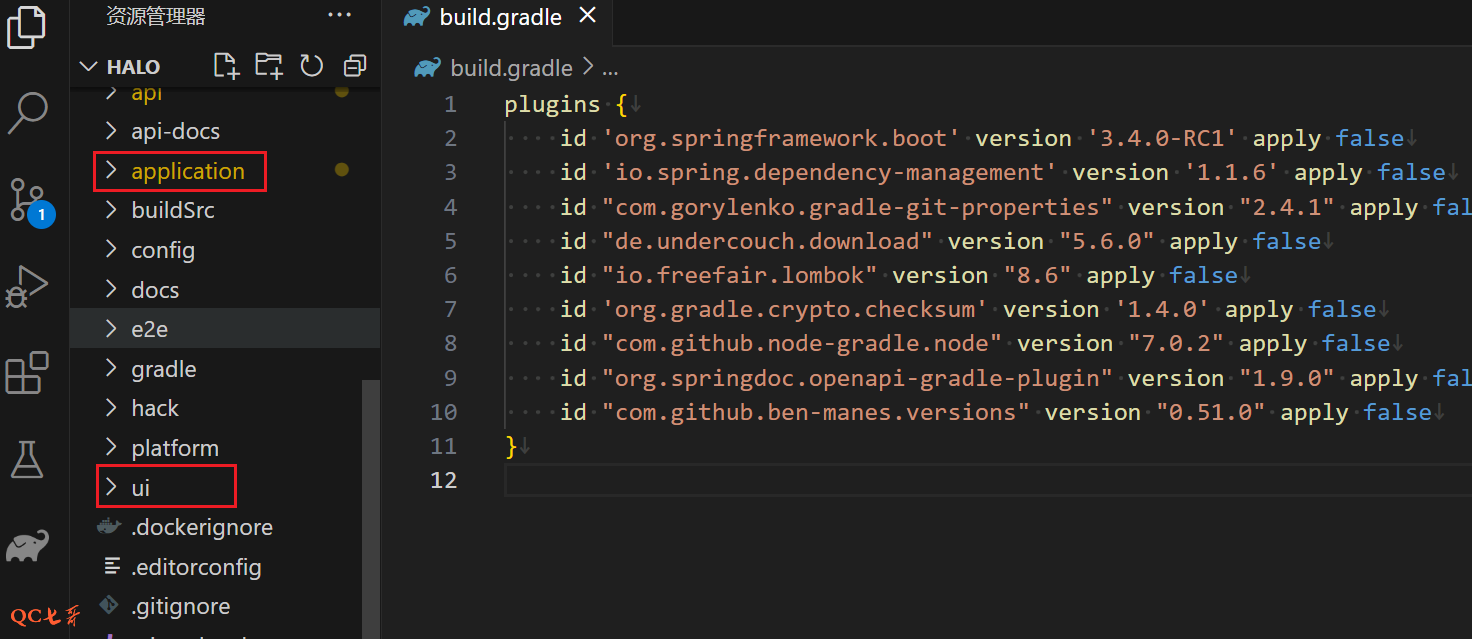 资源管理器 ···
HALO
api
api-docs
application
buildSrc
config
docs
e2e
gradle
hack
platform
ui
.dockerignore
.editorconfig
.gitignore
1
QC七哥
build.gradle
build.gradle > ...
1 plugins {
2 id 'org.springframework.boot' version '3.4.0-RC1' apply false
3 id 'io.spring.dependency-management' version '1.1.6' apply false
4 id "com.gorylenko.gradle-git-properties" version "2.4.1" apply fal
5 id "de.undercouch.download" version "5.6.0" apply false
6 id "io.freefair.lombok" version "8.6" apply false
7 id 'org.gradle.crypto.checksum' version '1.4.0' apply false
8 id "com.github.node-gradle.node" version "7.0.2" apply false
9 id "org.springdoc.openapi-gradle-plugin" version "1.9.0" apply fal
10 id "com.github.ben-manes.versions" version "0.51.0" apply false
11 }
12